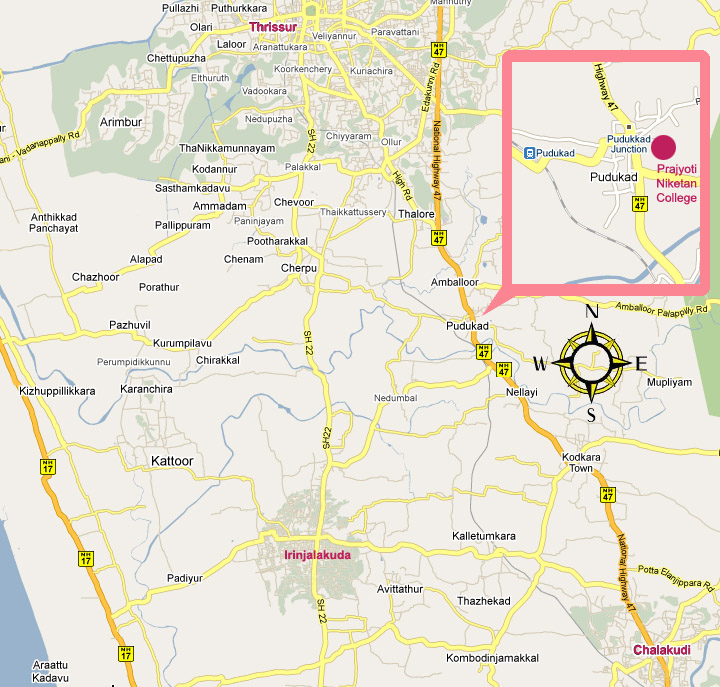 Pullazhi
Puthurkkara
Mannuthy
Olari
Thrissur
Paravattani
Veliyannur
Laloor
Aranattukara
NH
47
Chettupuzha
Koorkenchery
Kuriachira
Elthuruth
Edakunni Rd
Vadookara
Arimbur
Nedupuzha
National Highway 47
SH 22
Chiyyaram
Ollur
Vadanappally Rd
ThaNikkamunnayam
Kodannur
Palakkal
High Rd
Sasthamkadavu
Ammadam
Chevoor
Anthikkad
Panchayat
Pallippuram
Paninjayam
Thaikkattussery
Thalore
Pootharakkal
NH
47
Alapad
Chenam
Cherpu
Chazhoor
Porathur
Amballoor
Highway 47
Pudukkad
Junction
Pudukad
Prajyoti
Niketan
College
Pudukad
NH
47
Amballoor Palappilly Rd
Pazhuvil
Pudukad
N
Kurumpilavu
SH 22
Perumpidikkunnu
Chirakkal
NH
47
W
E
NH
47
Kizhuppillikkara
Karanchira
Mupliyam
Nellayi
Nedumbal
S
SH22
Kattoor
Kodkara
Town
NH
17
NH
47
Kalletumkara
Irinjalakuda
NH
17
National Highway 47
Padiyur
Potta Elanjippara Rd
Avittathur
SH 22
Thazhekad
Chalakudi
NH
17
Kombodinjamakkal
Araattu
Kadavu